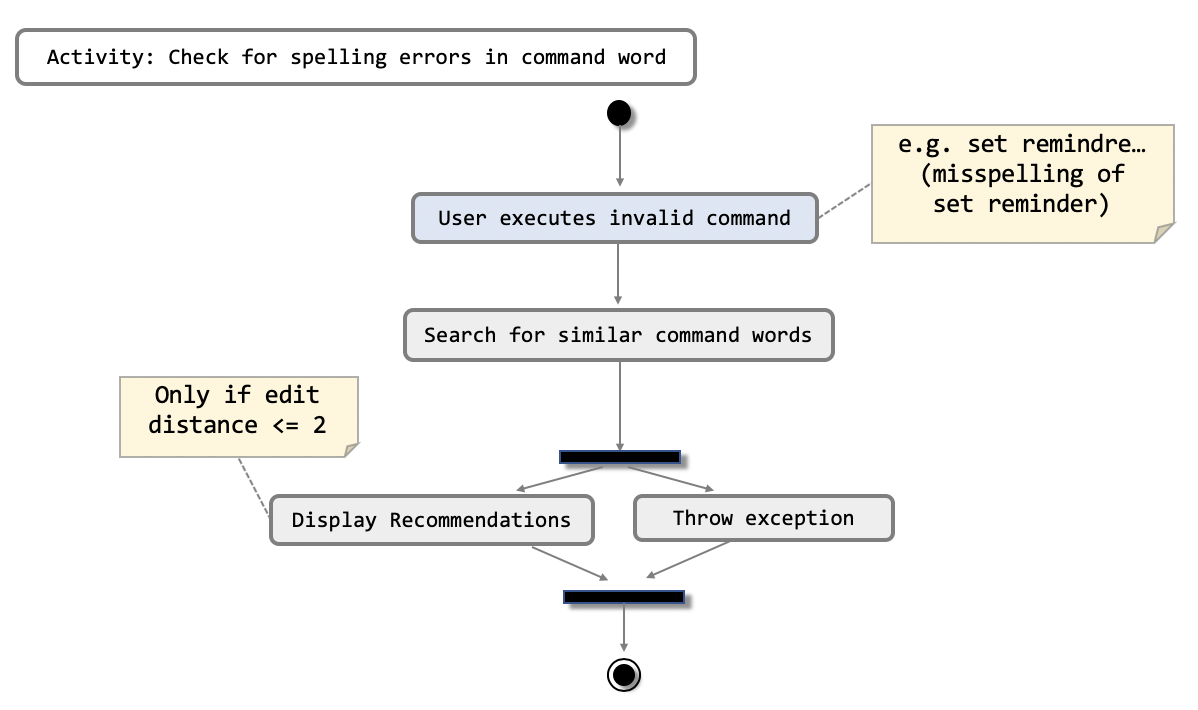 Activity: Check for spelling errors in command word
e.g. set remindre…
(misspelling of
set reminder)
User executes invalid command
Search for similar command words
Only if edit
distance <= 2
Display Recommendations
Throw exception